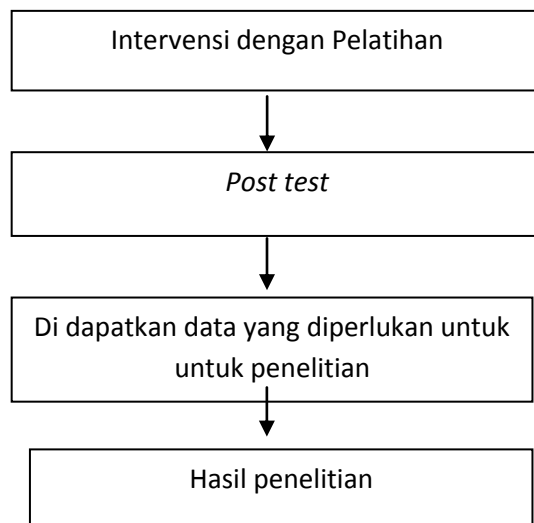 Intervensi dengan Pelatihan
Post test
Di dapatkan data yang diperlukan untuk
untuk penelitian
Hasil penelitian